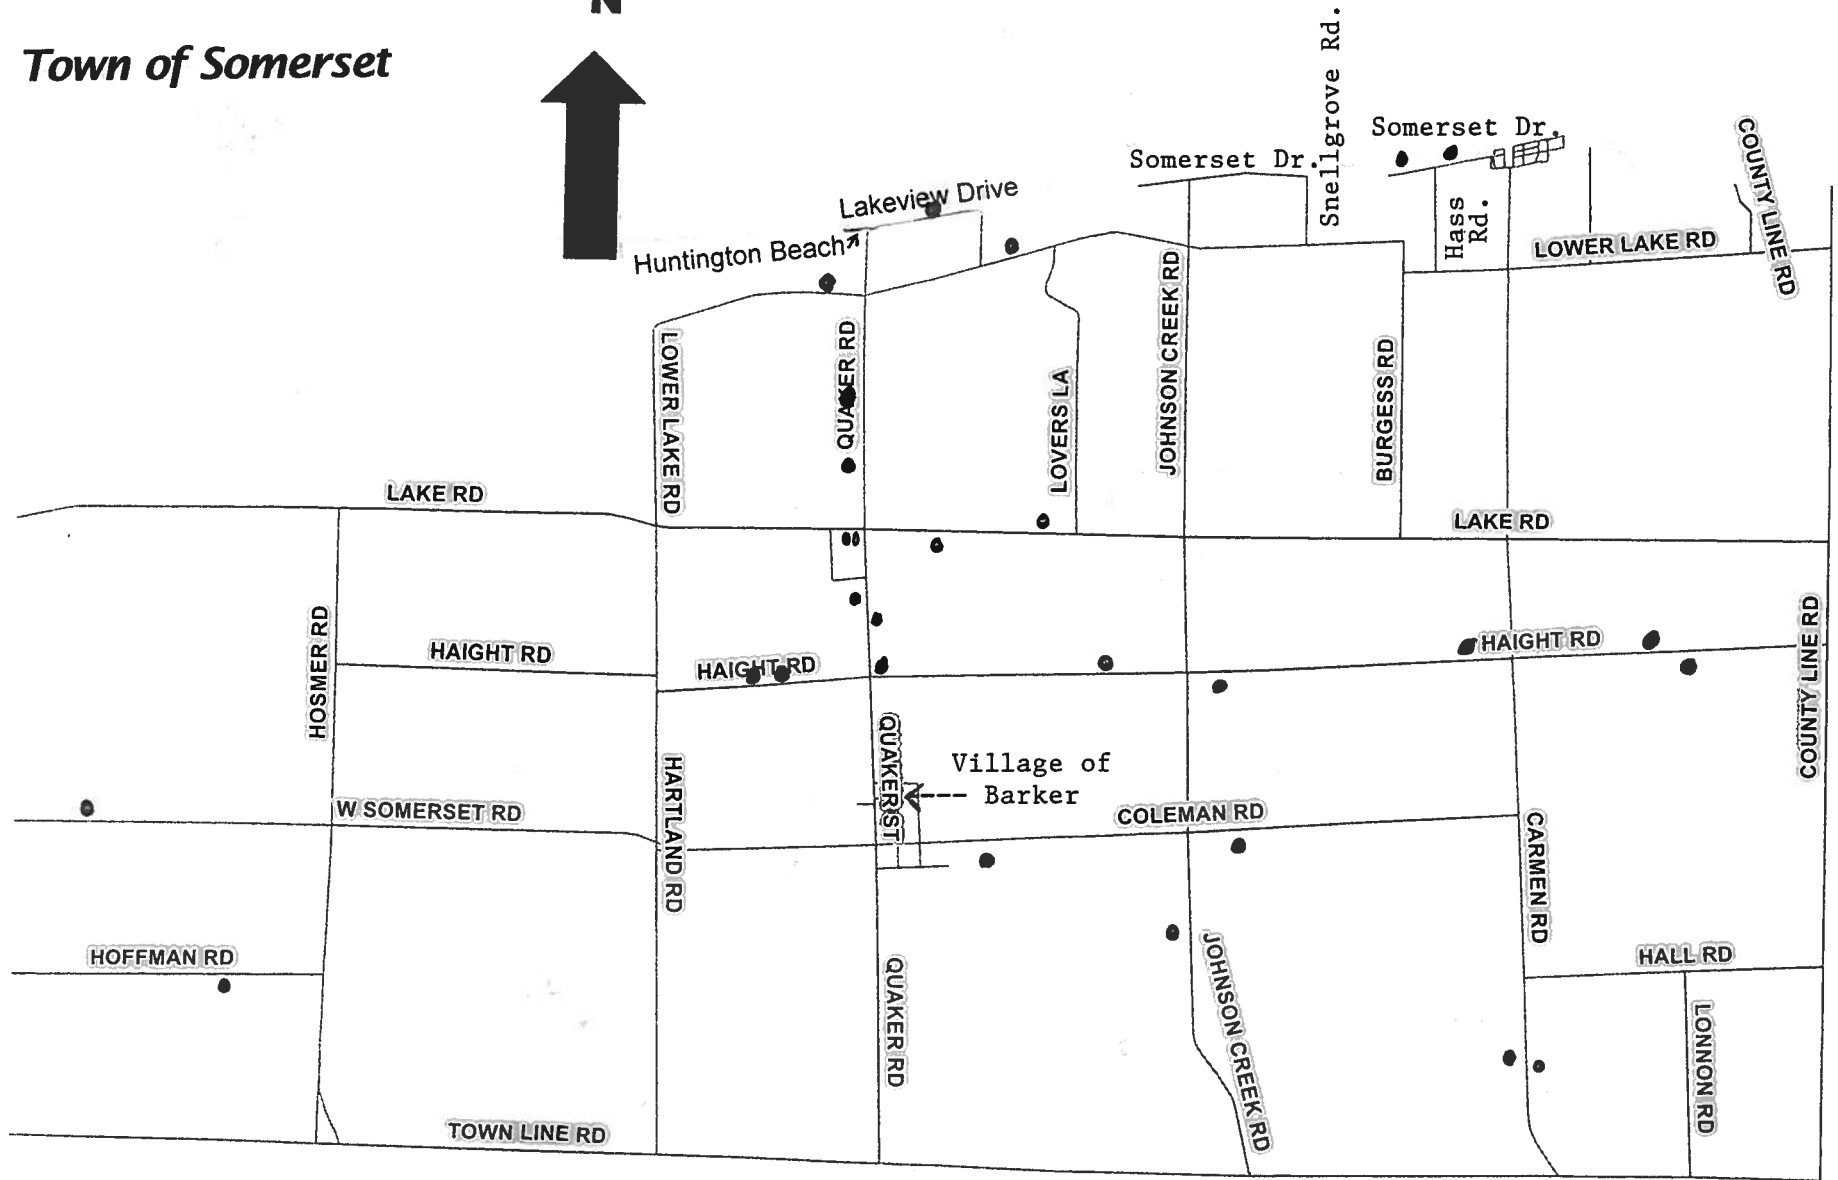 N
Town of Somerset
Snellgrove Rd.
Somerset Dr.
Somerset Dr.
COUNTY LINE RD
Lakeview Drive
Huntington Beach
Hass
Rd.
LOWER LAKE RD
LOWER LAKE RD
QUAKER RD
LOVERS LA
JOHNSON CREEK RD
BURGESS RD
LAKE RD
LAKE RD
HOSMER RD
HAIGHT RD
HAIGHT RD
HAIGHT RD
COUNTY LINE RD
QUAKER ST
Village of
Barker
W SOMERSET RD
HARTLAND RD
COLEMAN RD
CARMEN RD
HOFFMAN RD
QUAKER RD
JOHNSON CREEK RD
HALL RD
LONNON RD
TOWN LINE RD